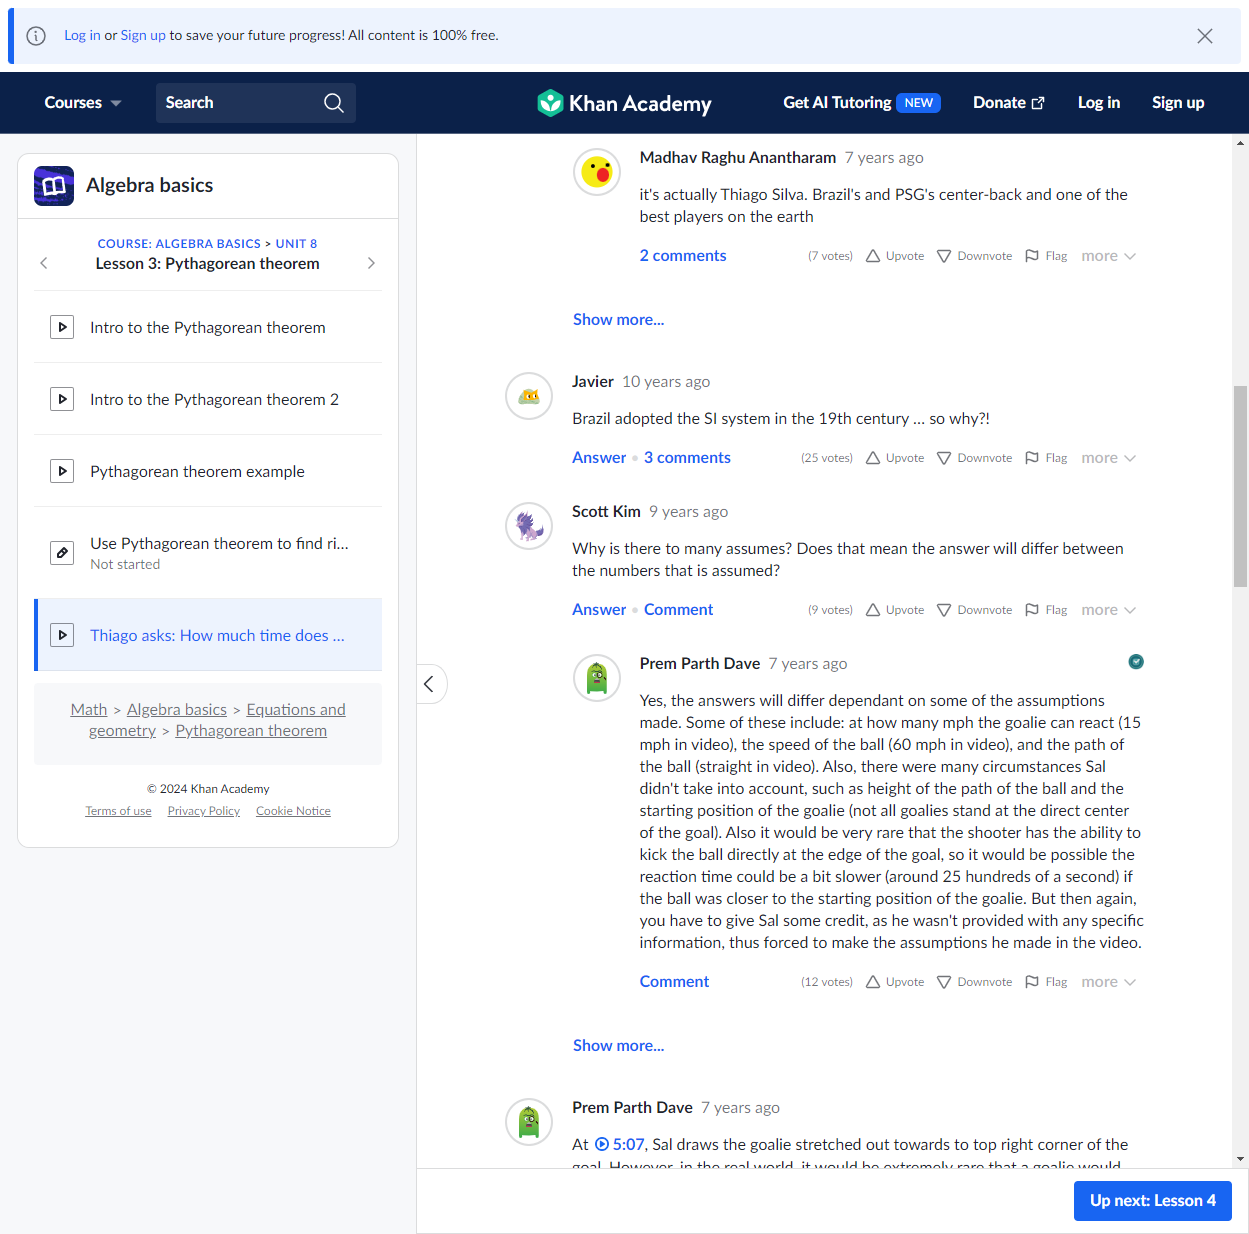 Log in or Sign up to save your future progress! All content is 100% free.
Courses
Search
Khan Academy
Get AI Tutoring NEW
Donate
Log in
Sign up
Algebra basics
COURSE: ALGEBRA BASICS > UNIT 8
Lesson 3: Pythagorean theorem
Intro to the Pythagorean theorem
Intro to the Pythagorean theorem 2
Pythagorean theorem example
Use Pythagorean theorem to find ri...
Not started
Thiago asks: How much time does ...
Math > Algebra basics > Equations and
geometry > Pythagorean theorem
© 2024 Khan Academy
Terms of use Privacy Policy Cookie Notice
Madhav Raghu Anantharam 7 years ago
it's actually Thiago Silva. Brazil's and PSG's center-back and one of the
best players on the earth
2 comments (7 votes) Upvote Downvote Flag more
Show more...
Javier 10 years ago
Brazil adopted the SI system in the 19th century ... so why?!
Answer • 3 comments (25 votes) Upvote Downvote Flag more
Scott Kim 9 years ago
Why is there to many assumes? Does that mean the answer will differ between
the numbers that is assumed?
Answer • Comment (9 votes) Upvote Downvote Flag more
Prem Parth Dave 7 years ago
Yes, the answers will differ dependant on some of the assumptions
made. Some of these include: at how many mph the goalie can react (15
mph in video), the speed of the ball (60 mph in video), and the path of
the ball (straight in video). Also, there were many circumstances Sal
didn't take into account, such as height of the path of the ball and the
starting position of the goalie (not all goalies stand at the direct center
of the goal). Also it would be very rare that the shooter has the ability to
kick the ball directly at the edge of the goal, so it would be possible the
reaction time could be a bit slower (around 25 hundreds of a second) if
the ball was closer to the starting position of the goalie. But then again,
you have to give Sal some credit, as he wasn't provided with any specific
information, thus forced to make the assumptions he made in the video.
Comment (12 votes) Upvote Downvote Flag more
Show more...
Prem Parth Dave 7 years ago
At 5:07, Sal draws the goalie stretched out towards to top right corner of the
goal. However, in the real world, it would be extremely rare that a goalie would
Up next: Lesson 4